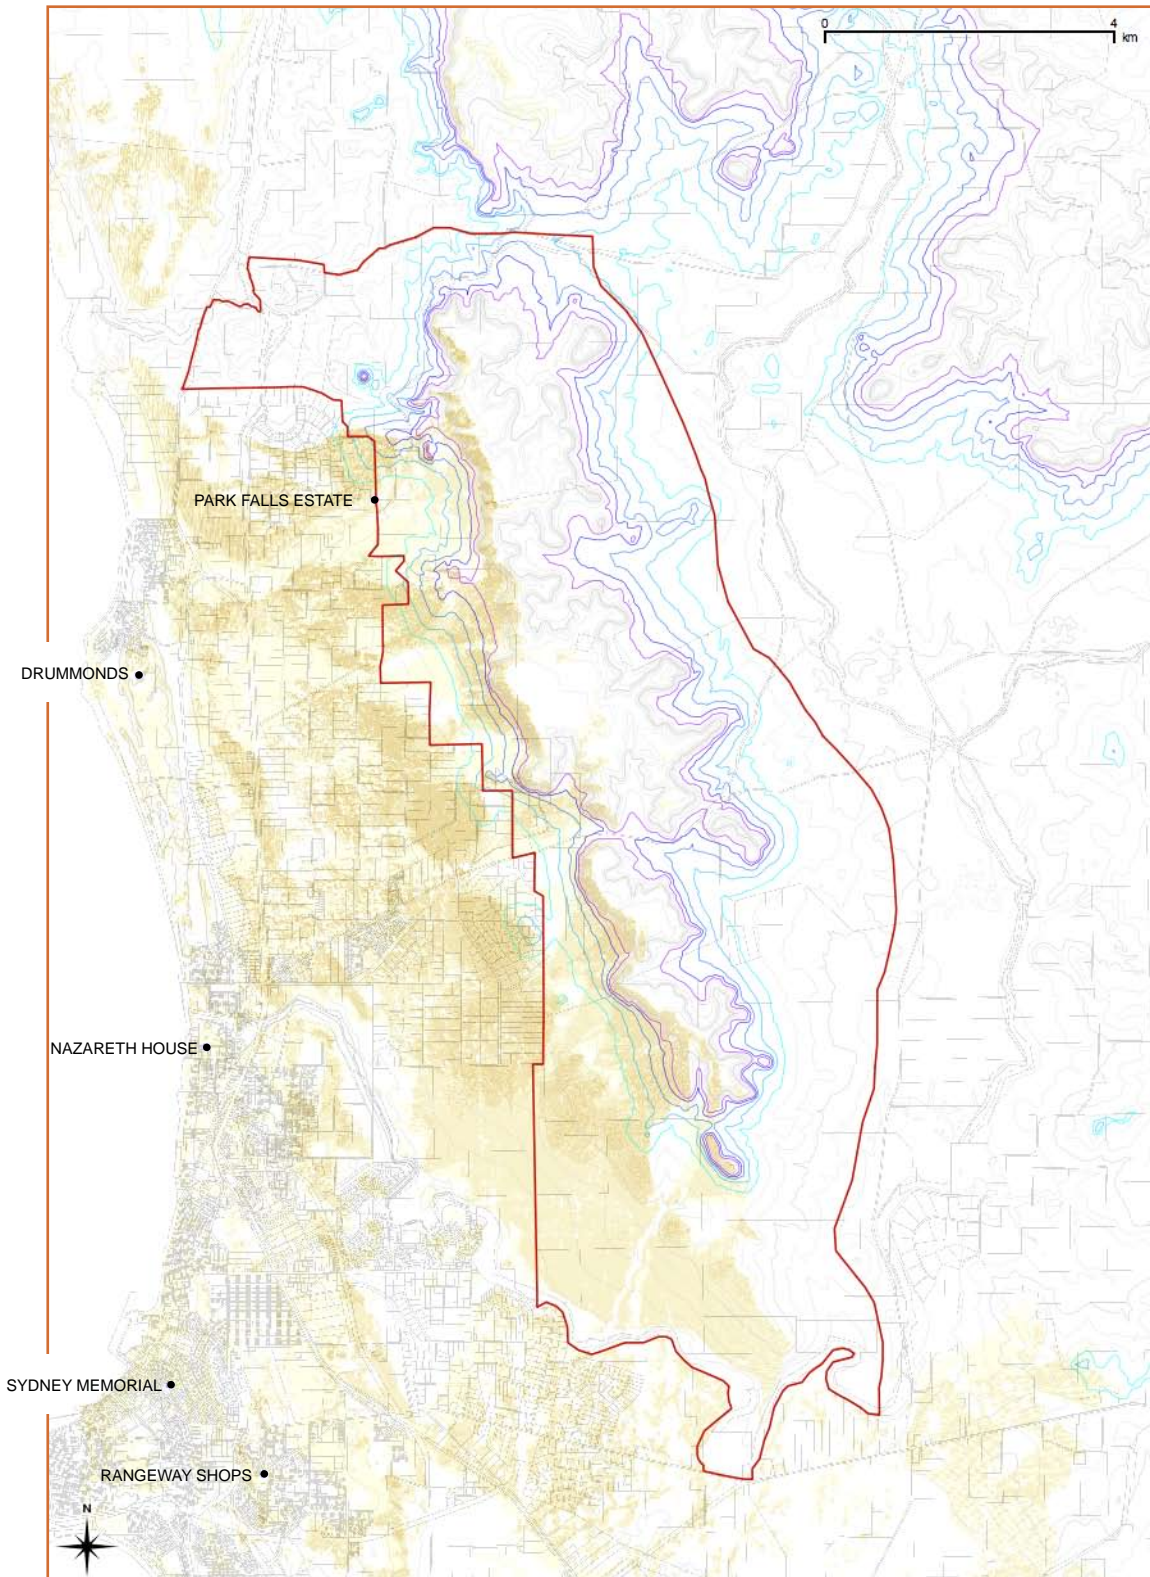 0 4
km
PARK FALLS ESTATE
DRUMMONDS
NAZARETH HOUSE
SYDNEY MEMORIAL
RANGEWAY SHOPS
N